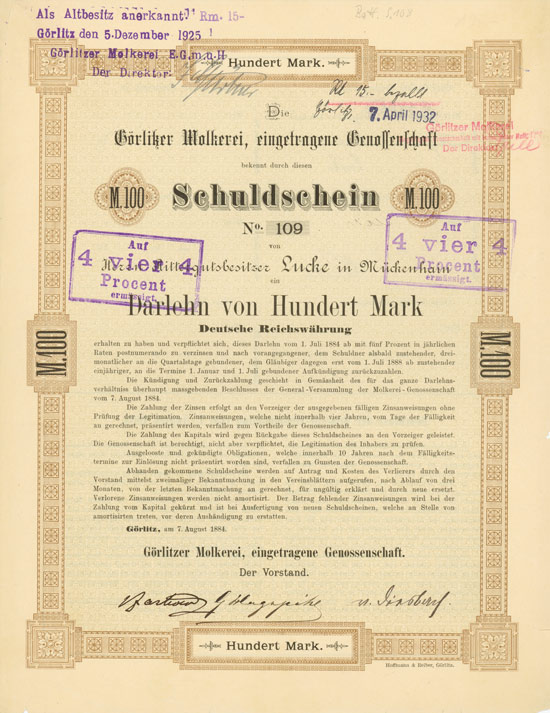 Als Altbesitz anerkannt! Rm. 15-
Görlitz den 5. Dezember 1925!
Görlitzer Molkerei E.G.m.u.H
Der Direktor:
Hundert Mark.
15.- bezahlt
7. April 1932
Görlitzer Molkerei
Der Direktor
Die
Görlitzer Molkerei, eingetragene Genossenschaft
bekennt durch diesen
M.100 Schuldschein M.100
No. 109
von
Herrn Rittergutsbesitzer Lucke in Mückenhain
ein
Auf
4 vier 4
Procent
ermässigt.
Auf
4 vier 4
Procent
ermässigt.
Darlehn von Hundert Mark
Deutsche Reichswährung
erhalten zu haben und verpflichtet sich, dieses Darlehn vom 1. Juli 1884 ab mit fünf Prozent in jährlichen
Raten postnumerando zu verzinsen und nach vorangegangener, dem Schuldner alsbald zustehender, drei-
monatlicher an die Quartalstage gebundener, dem Gläubiger dagegen erst vom 1. Juli 1888 ab zustehender
einjähriger, an die Termine 1. Januar und 1. Juli gebundener Aufkündigung zurückzahlen.
Die Kündigung und Zurückzahlung geschieht in Gemässheit des für das ganze Darlehns-
verhältniss überhaupt massgebenden Beschlusses der General-Versammlung der Molkerei-Genossenschaft
vom 7. August 1884.
Die Zahlung der Zinsen erfolgt an den Vorzeiger der angegebenen fälligen Zinsanweisungen ohne
Prüfung der Legitimation. Zinsanweisungen, welche nicht innerhalb vier Jahren, vom Tage der Fälligkeit
an gerechnet, präsentirt werden, verfallen zum Vortheile der Genossenschaft.
Die Zahlung des Kapitals wird gegen Rückgabe dieses Schuldscheines an den Vorzeiger geleistet.
Die Genossenschaft ist berechtigt, nicht aber verpflichtet, die Legitimation des Inhabers zu prüfen.
Ausgelooste und gekündigte Obligationen, welche innerhalb 10 Jahren nach dem Fälligkeits-
termine zur Einlösung nicht präsentirt worden sind, verfallen zu Gunsten der Genossenschaft.
Abhanden gekommene Schuldscheine werden auf Antrag und Kosten des Verlierers durch den
Vorstand mittelst zweimaliger Bekanntmachung in den Vereinsblättern aufgerufen, nach Ablauf von drei
Monaten, von der letzten Bekanntmachung an gerechnet, für ungültig erklärt und durch neue ersetzt.
Verlorene Zinsanweisungen werden nicht amortisirt. Der Betrag fehlender Zinsanweisungen wird bei der
Zahlung vom Kapital gekürzt und ist bei Ausfertigung von neuen Schuldscheinen, welche an Stelle von
amortisirten treten, vor deren Aushändigung zu erstatten.
Görlitz, am 7. August 1884.
Görlitzer Molkerei, eingetragene Genossenschaft.
Der Vorstand.
M.100
M.100
Hundert Mark.
Hoffmann & Reiber, Görlitz.